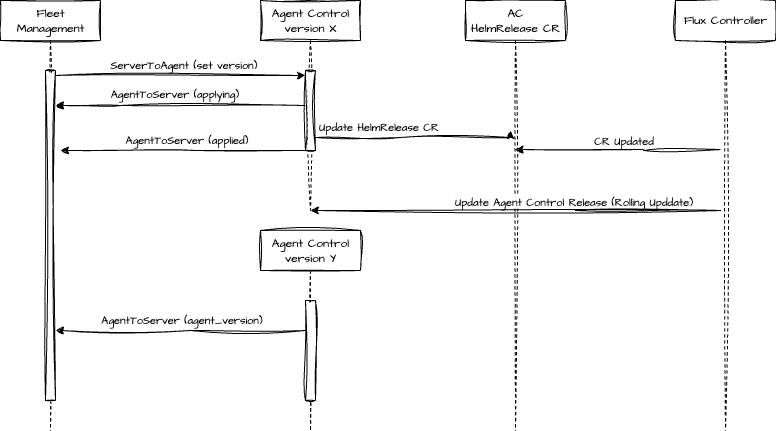 Fleet
Management
Agent Control
version X
AC
HelmRelease CR
Flux Controller
ServerToAgent (set version)
AgentToServer (applying)
Update HelmRelease CR
AgentToServer (applied)
CR Updated
Update Agent Control Release (Rolling Upddate)
Agent Control
version Y
AgentToServer (agent_version)